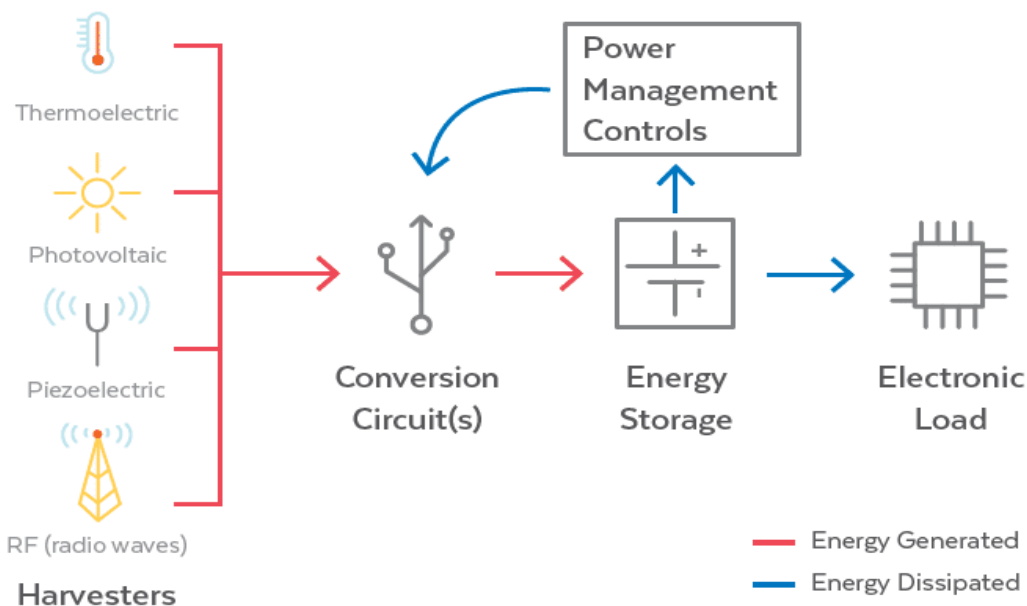 Thermoelectric
Photovoltaic
Piezoelectric
RF (radio waves)
Harvesters
Conversion
Circuit(s)
Power
Management
Controls
+
Energy
Storage
Electronic
Load
Energy Generated
Energy Dissipated